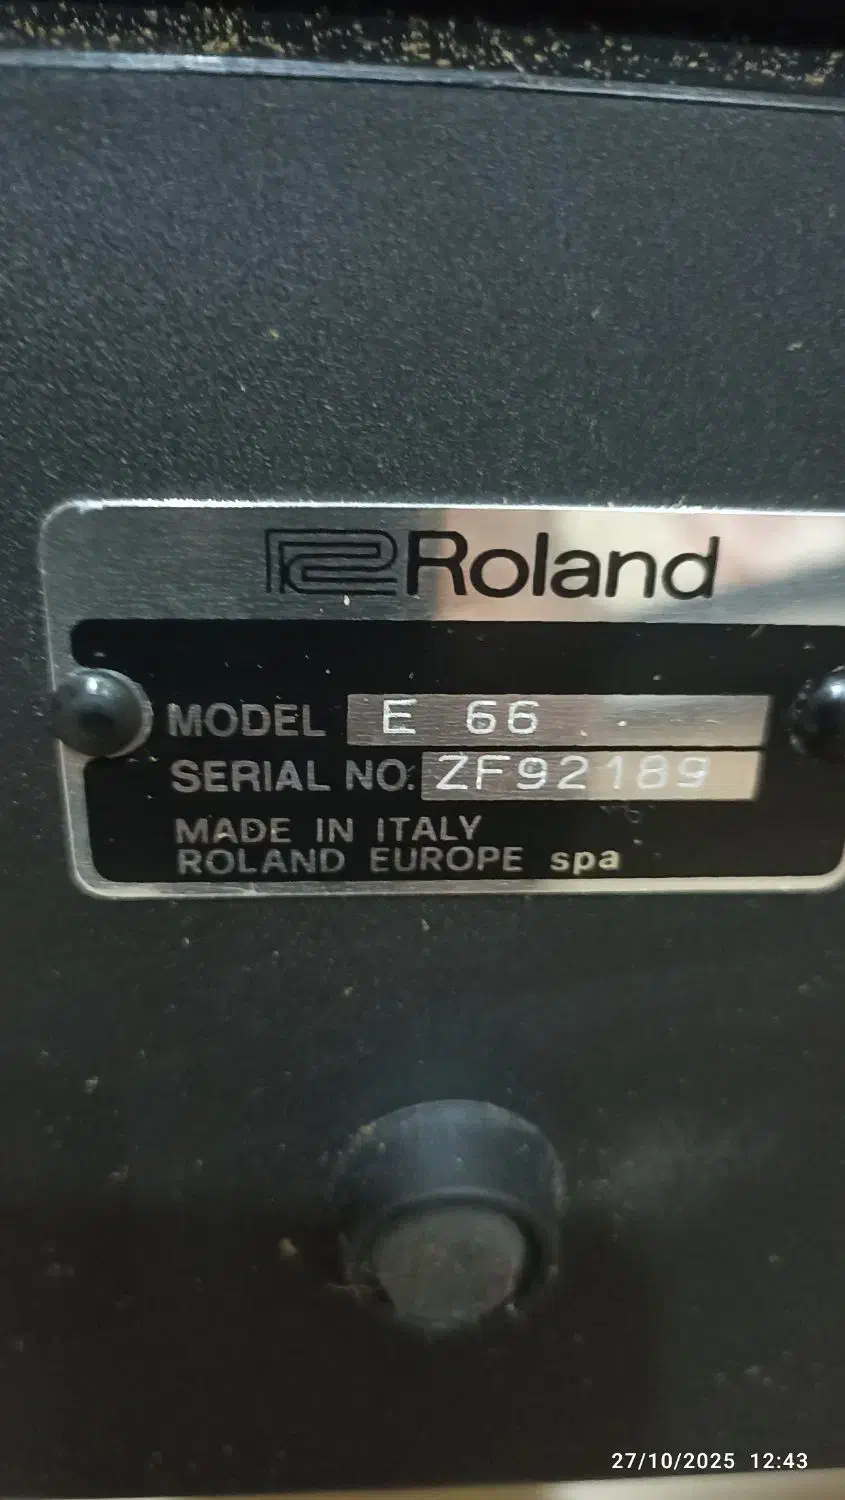 Roland
MODEL E 66
SERIAL NO. ZF92189
MADE IN ITALY
ROLAND EUROPE spa
27/10/2025 12:43